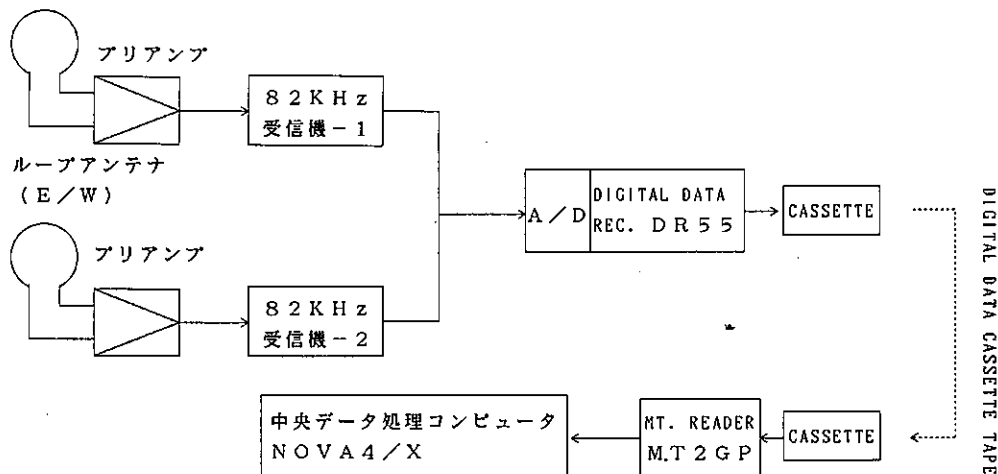 プリアンプ
82KHz
受信機-1
ループアンテナ
(E/W)
A/D
DIGITAL DATA
REC. DR55
CASSETTE
プリアンプ
82KHz
受信機-2
中央データ処理コンピュータ
NOVA4/X
MT. READER
M.T2GP
CASSETTE
DIGITAL DATA CASSETTE TAPE